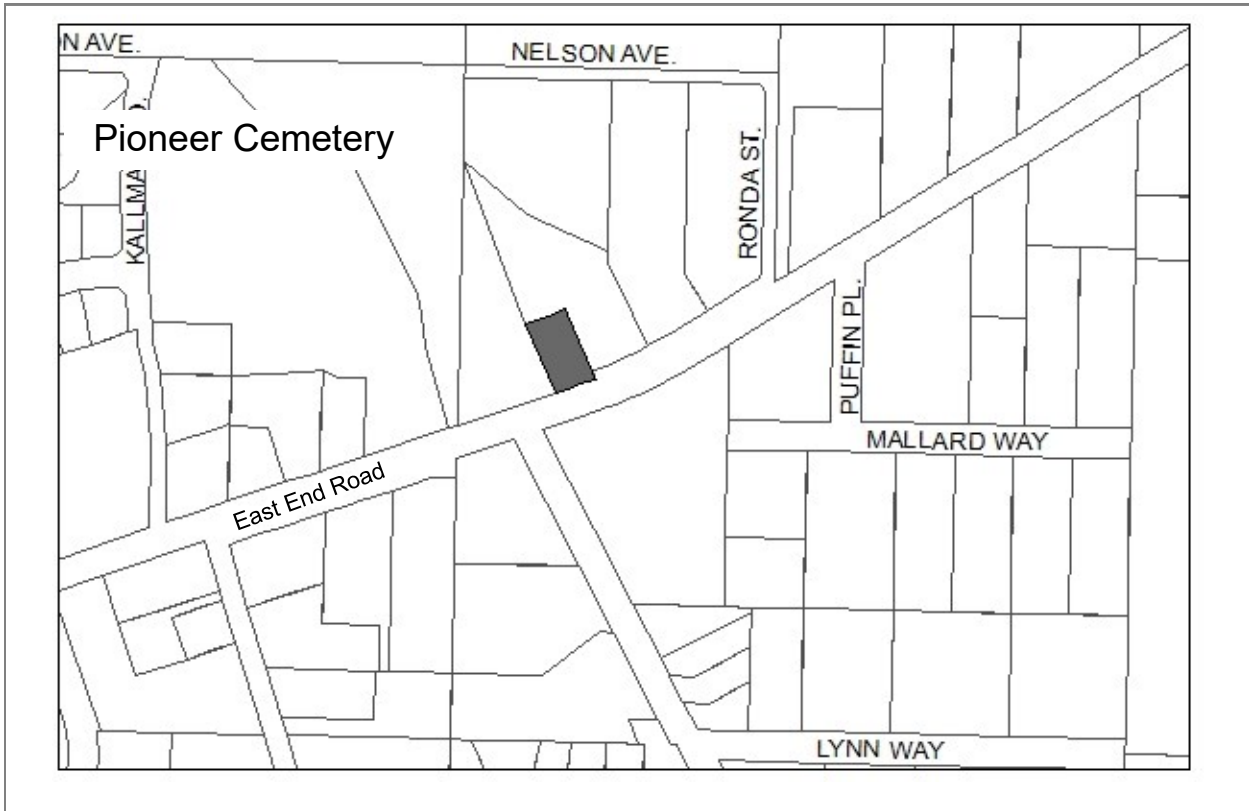 N AVE.
NELSON AVE.
Pioneer Cemetery
KALLMA
RONDA ST.
PUFFIN PL.
MALLARD WAY
East End Road
LYNN WAY